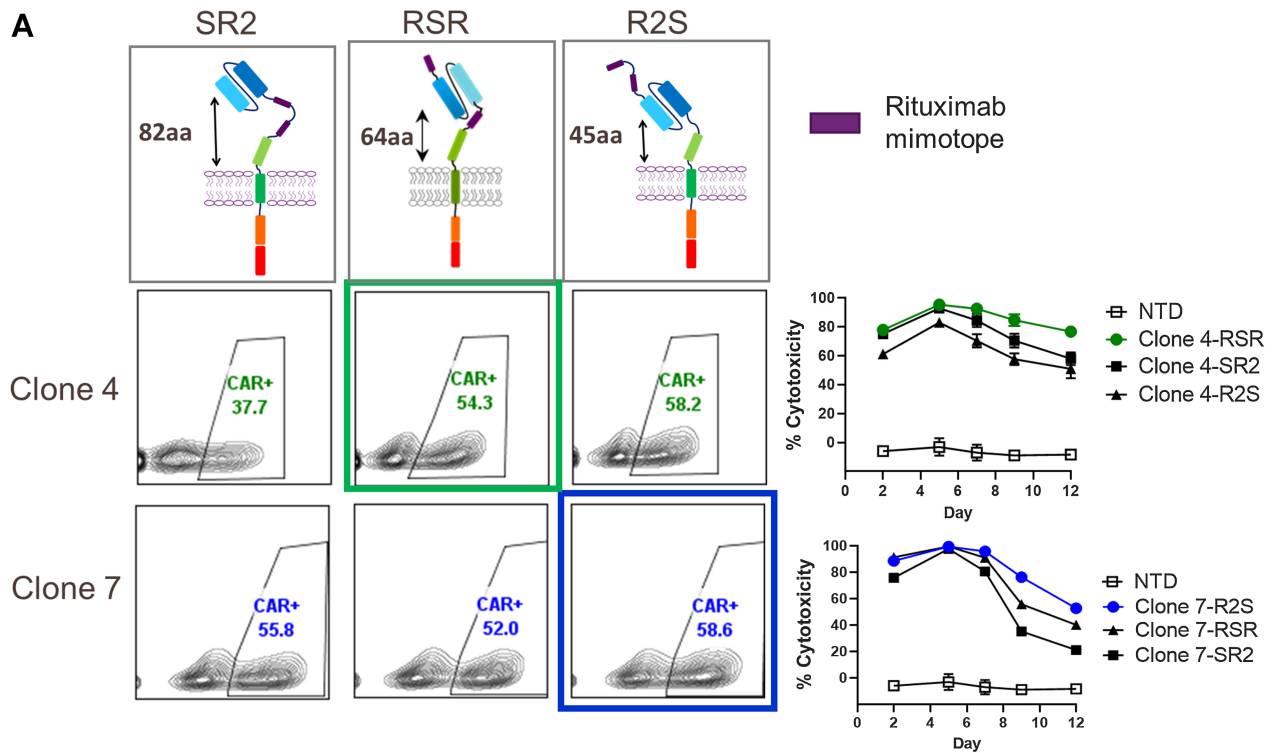 A
SR2
RSR
R2S
82aa
64aa
45aa
Rituximab
mimotope
Clone 4
CAR+
37.7
CAR+
54.3
CAR+
58.2
% Cytotoxicity
100
80
60
40
20
0
0 2 4 6 8 10 12
Day
NTD
Clone 4-RSR
Clone 4-SR2
Clone 4-R2S
Clone 7
CAR+
55.8
CAR+
52.0
CAR+
58.6
% Cytotoxicity
100
80
60
40
20
0
0 2 4 6 8 10 12
Day
NTD
Clone 7-R2S
Clone 7-RSR
Clone 7-SR2